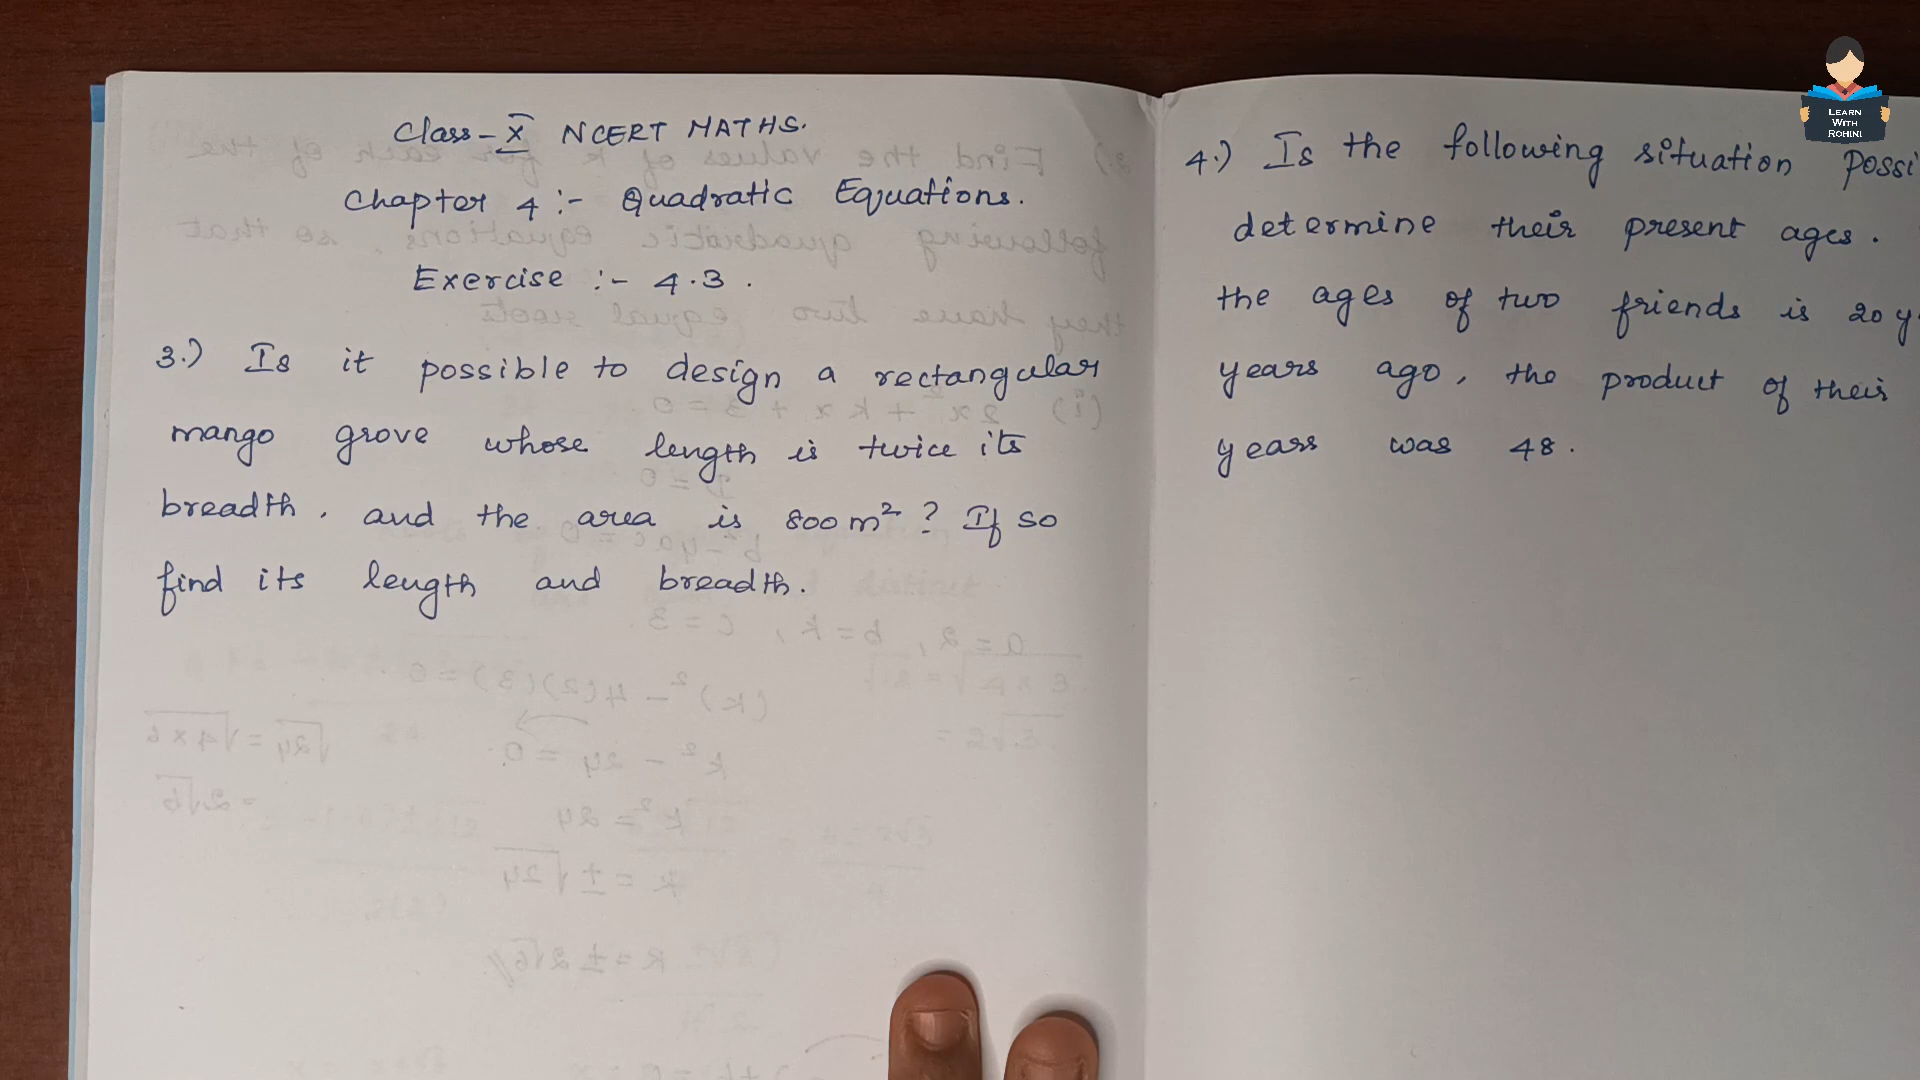 Class-X NCERT MATHS.
Chapter 4 :- Quadratic Equations.
Exercise :- 4.3.
3.) Is it possible to design a rectangular
mango grove whose length is twice its
breadth, and the area is 800 m² ? If so
find its length and breadth.
4.) Is the following situation possi
determine their present ages.
the ages of two friends is 20 y
years ago, the product of their
years was 48.
LEARN
WITH
ROHINI